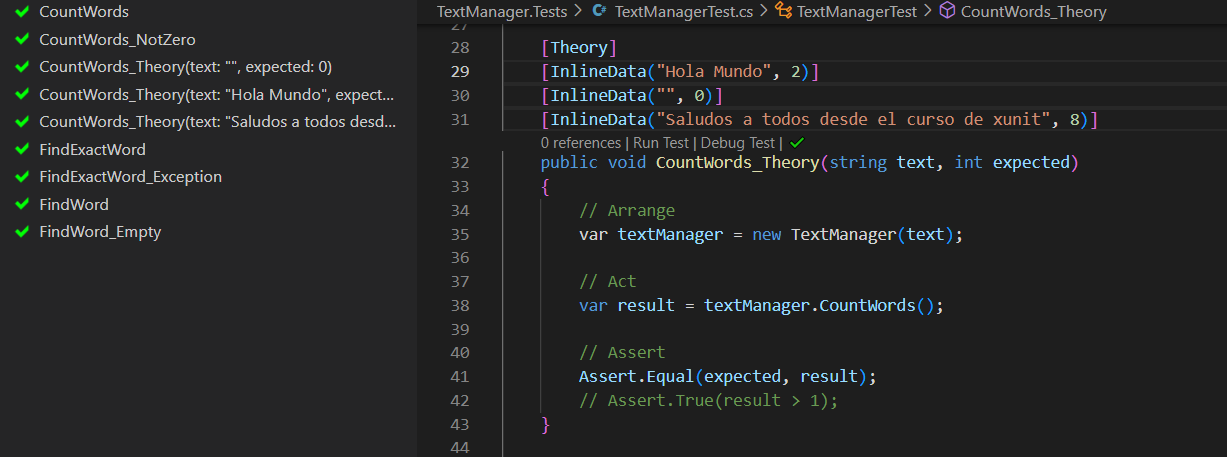 CountWords
CountWords_NotZero
CountWords_Theory(text: "", expected: 0)
CountWords_Theory(text: "Hola Mundo", expect...
CountWords_Theory(text: "Saludos a todos desd...
FindExactWord
FindExactWord_Exception
FindWord
FindWord_Empty
TextManager.Tests > C# TextManagerTest.cs > TextManagerTest > CountWords_Theory
27
28 [Theory]
29 [InlineData("Hola Mundo", 2)]
30 [InlineData("", 0)]
31 [InlineData("Saludos a todos desde el curso de xunit", 8)]
0 references | Run Test | Debug Test |
32 public void CountWords_Theory(string text, int expected)
33 {
34 // Arrange
35 var textManager = new TextManager(text);
36
37 // Act
38 var result = textManager.CountWords();
39
40 // Assert
41 Assert.Equal(expected, result);
42 // Assert.True(result > 1);
43 }
44